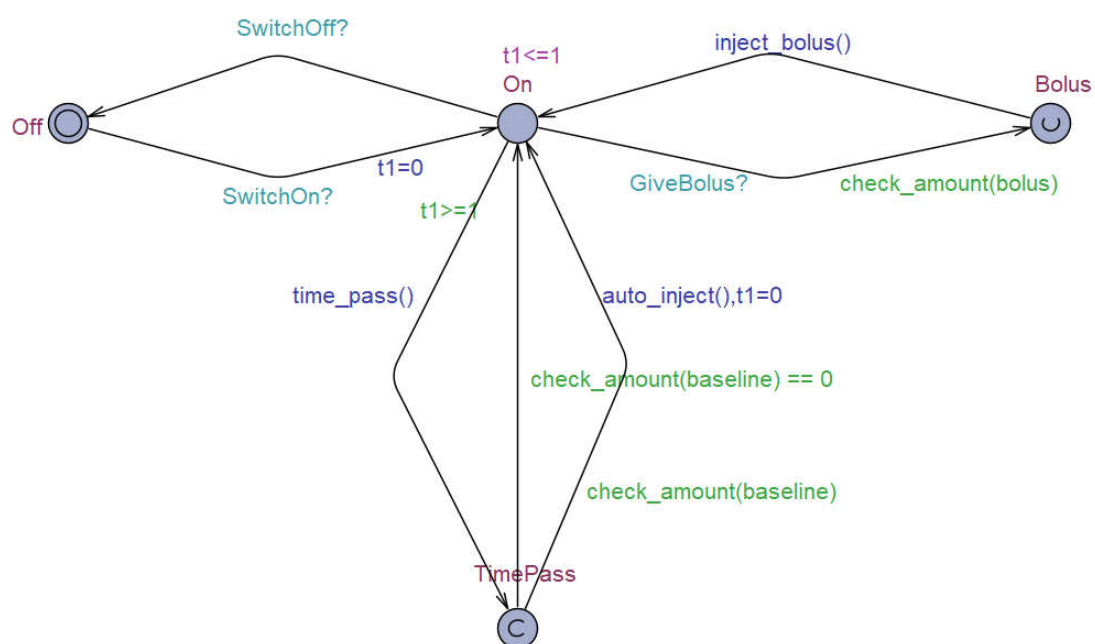 SwitchOff?
t1<=1
inject_bolus()
On
Bolus
Off
t1=0
SwitchOn?
GiveBolus?
check_amount(bolus)
t1>=1
time_pass()
auto_inject(),t1=0
check_amount(baseline) == 0
check_amount(baseline)
TimePass
C